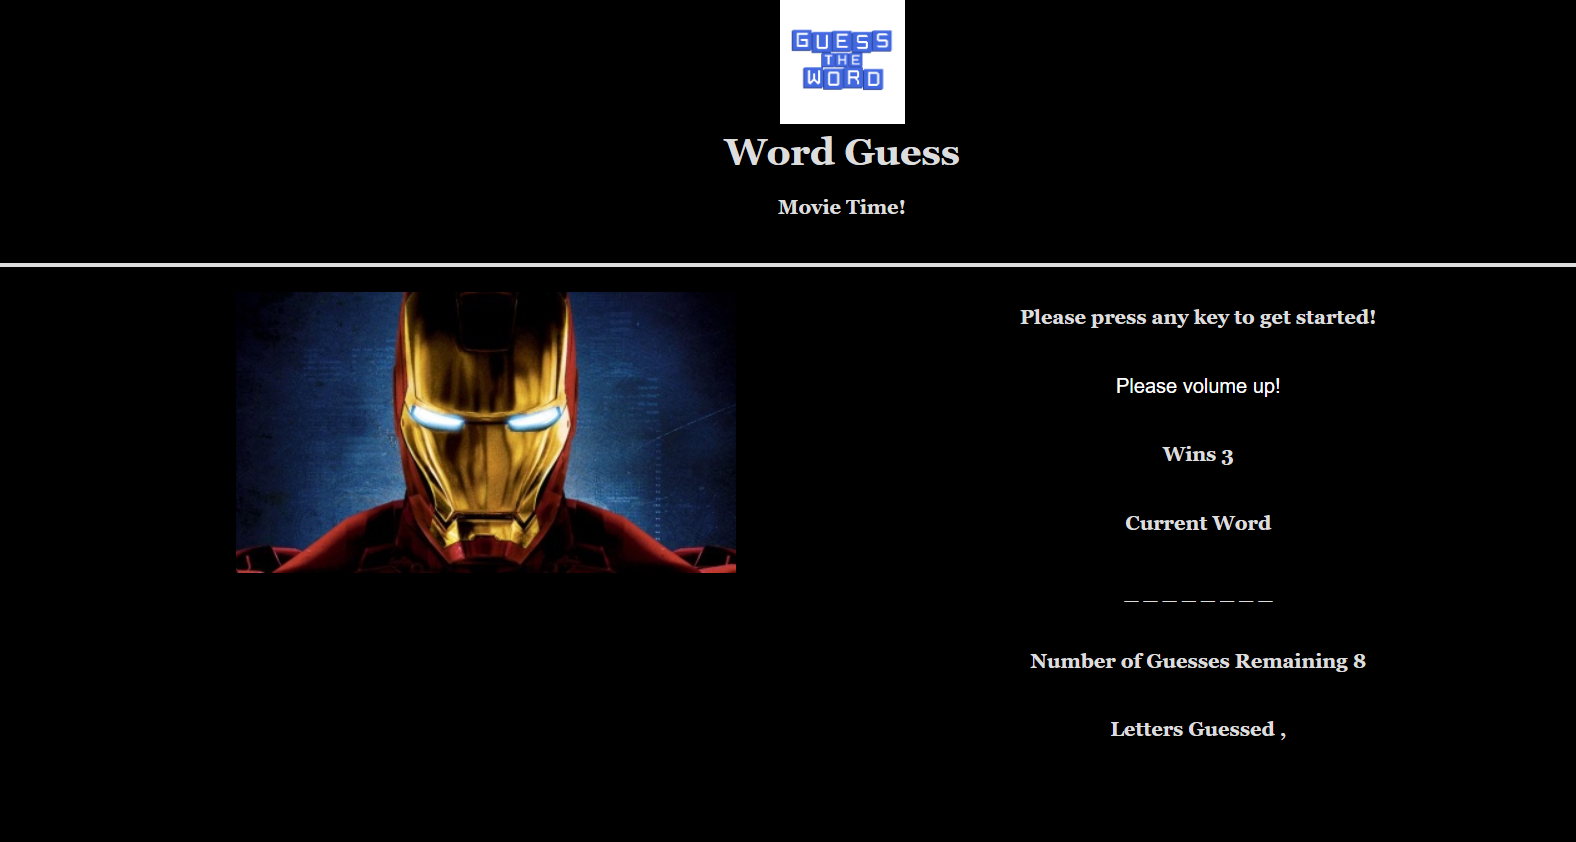 GUESS
THE
WORD
Word Guess
Movie Time!
Please press any key to get started!
Please volume up!
Wins 3
Current Word
_ _ _ _ _ _ _ _
Number of Guesses Remaining 8
Letters Guessed ,